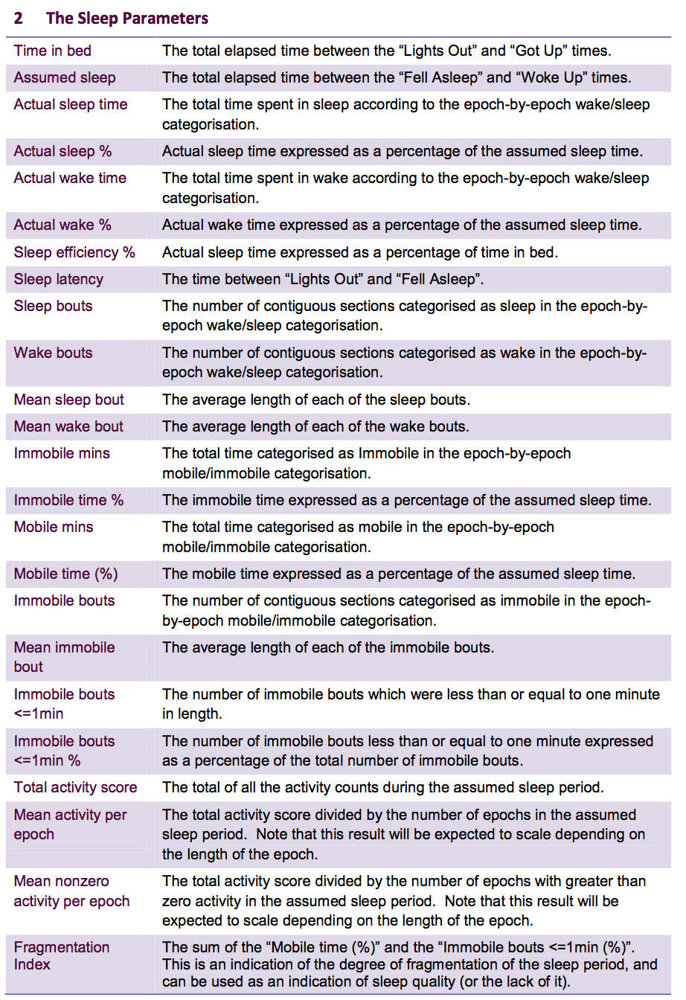 2 The Sleep Parameters
Time in bed The total elapsed time between the “Lights Out” and “Got Up” times.
Assumed sleep The total elapsed time between the “Fell Asleep” and “Woke Up” times.
Actual sleep time The total time spent in sleep according to the epoch-by-epoch wake/sleep
categorisation.
Actual sleep % Actual sleep time expressed as a percentage of the assumed sleep time.
Actual wake time The total time spent in wake according to the epoch-by-epoch wake/sleep
categorisation.
Actual wake % Actual wake time expressed as a percentage of the assumed sleep time.
Sleep efficiency % Actual sleep time expressed as a percentage of time in bed.
Sleep latency The time between “Lights Out” and “Fell Asleep”.
Sleep bouts The number of contiguous sections categorised as sleep in the epoch-by-
epoch wake/sleep categorisation.
Wake bouts The number of contiguous sections categorised as wake in the epoch-by-
epoch wake/sleep categorisation.
Mean sleep bout The average length of each of the sleep bouts.
Mean wake bout The average length of each of the wake bouts.
Immobile mins The total time categorised as Immobile in the epoch-by-epoch
mobile/immobile categorisation.
Immobile time % The immobile time expressed as a percentage of the assumed sleep time.
Mobile mins The total time categorised as mobile in the epoch-by-epoch
mobile/immobile categorisation.
Mobile time (%) The mobile time expressed as a percentage of the assumed sleep time.
Immobile bouts The number of contiguous sections categorised as immobile in the epoch-
by-epoch mobile/immobile categorisation.
Mean immobile The average length of each of the immobile bouts.
bout
Immobile bouts The number of immobile bouts which were less than or equal to one minute
<=1min in length.
Immobile bouts The number of immobile bouts less than or equal to one minute expressed
<=1min % as a percentage of the total number of immobile bouts.
Total activity score The total of all the activity counts during the assumed sleep period.
Mean activity per The total activity score divided by the number of epochs in the assumed
epoch sleep period. Note that this result will be expected to scale depending on
the length of the epoch.
Mean nonzero The total activity score divided by the number of epochs with greater than
activity per epoch zero activity in the assumed sleep period. Note that this result will be
expected to scale depending on the length of the epoch.
Fragmentation The sum of the “Mobile time (%)” and the “Immobile bouts <=1min (%)”.
Index This is an indication of the degree of fragmentation of the sleep period, and
can be used as an indication of sleep quality (or the lack of it).